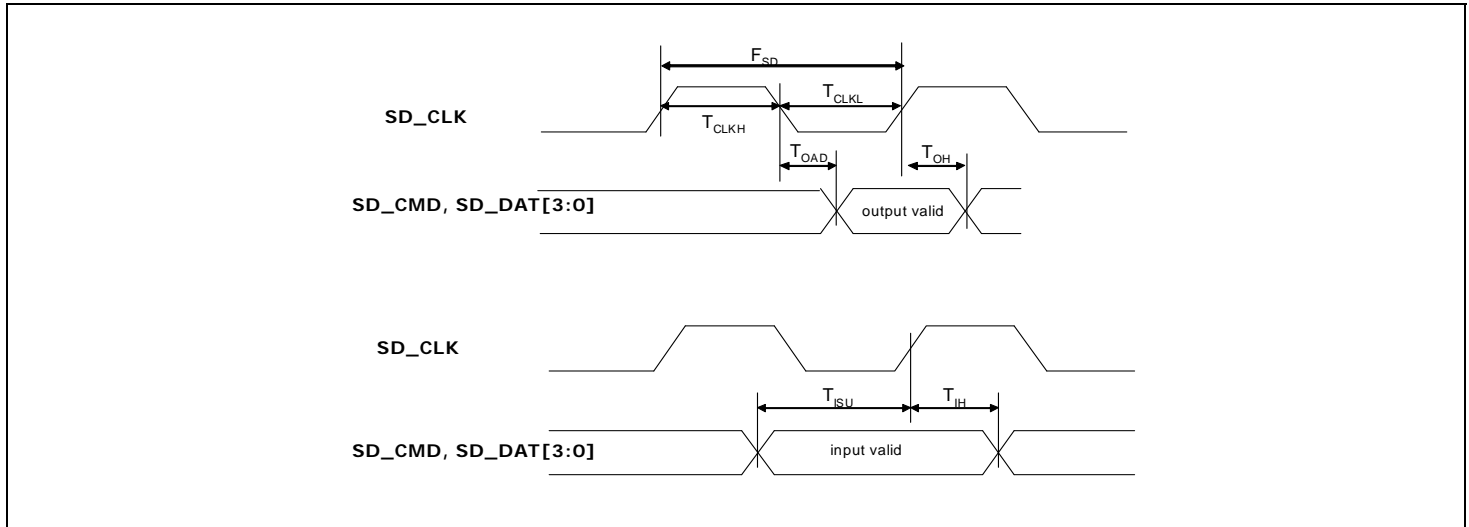 F_SD
T_CLKL
SD_CLK
T_CLKH
T_OAD
T_OH
SD_CMD, SD_DAT[3:0]
output valid
SD_CLK
T_ISU
T_IH
SD_CMD, SD_DAT[3:0]
input valid